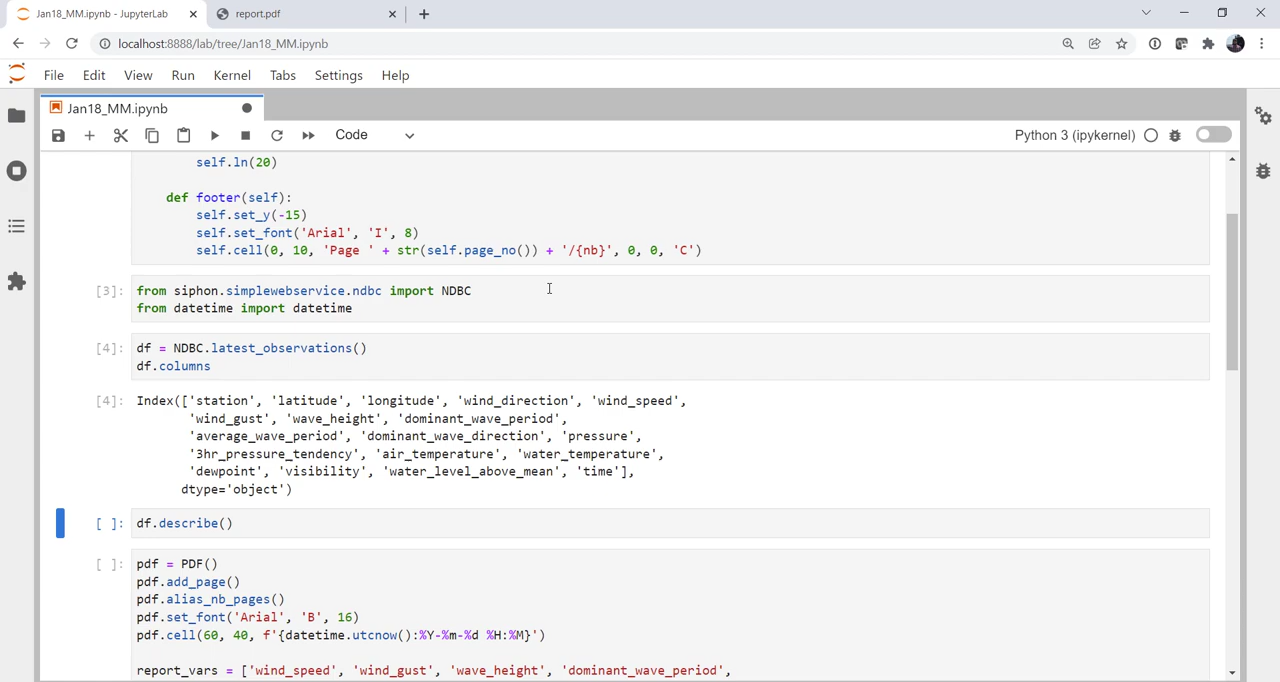 Jan18_MM.ipynb - JupyterLab
report.pdf
localhost:8888/lab/tree/Jan18_MM.ipynb
File Edit View Run Kernel Tabs Settings Help
Jan18_MM.ipynb
Code
Python 3 (ipykernel)
self.ln(20)
def footer(self):
self.set_y(-15)
self.set_font('Arial', 'I', 8)
self.cell(0, 10, 'Page ' + str(self.page_no()) + '/{nb}', 0, 0, 'C')
[3]: from siphon.simplewebservice.ndbc import NDBC
from datetime import datetime
[4]: df = NDBC.latest_observations()
df.columns
[4]: Index(['station', 'latitude', 'longitude', 'wind_direction', 'wind_speed',
'wind_gust', 'wave_height', 'dominant_wave_period',
'average_wave_period', 'dominant_wave_direction', 'pressure',
'3hr_pressure_tendency', 'air_temperature', 'water_temperature',
'dewpoint', 'visibility', 'water_level_above_mean', 'time'],
dtype='object')
[ ]: df.describe()
[ ]: pdf = PDF()
pdf.add_page()
pdf.alias_nb_pages()
pdf.set_font('Arial', 'B', 16)
pdf.cell(60, 40, f'{datetime.utcnow():%Y-%m-%d %H:%M}')
report_vars = ['wind_speed', 'wind_gust', 'wave_height', 'dominant_wave_period',